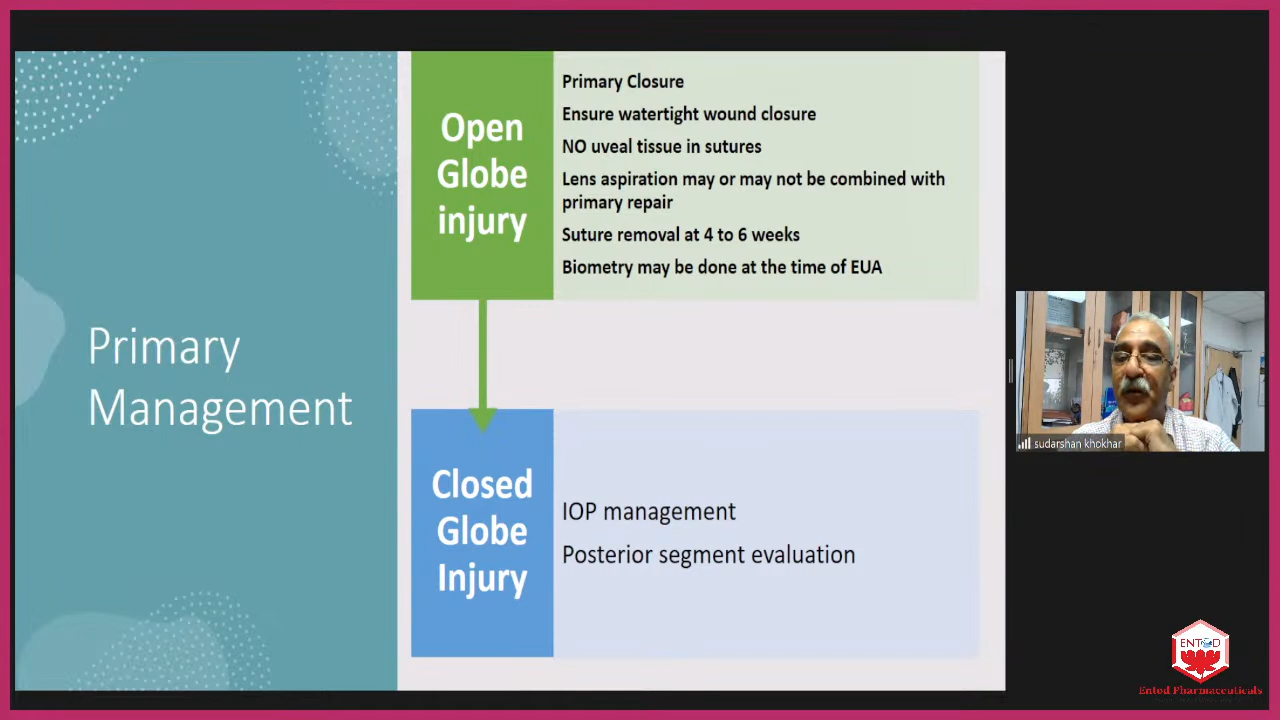 Primary
Management
Open
Globe
injury
Primary Closure
Ensure watertight wound closure
NO uveal tissue in sutures
Lens aspiration may or may not be combined with
primary repair
Suture removal at 4 to 6 weeks
Biometry may be done at the time of EUA
Closed
Globe
Injury
IOP management
Posterior segment evaluation
sudarshan khokhar
ENTOD
Entod Pharmaceuticals